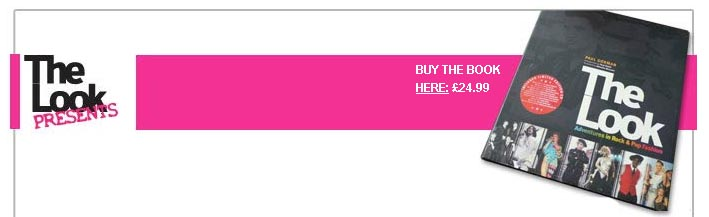 The
Look
PRESENTS
BUY THE BOOK
HERE: £24.99
PAUL GORMAN
The
Look
Adventures in Rock & Pop Fashion